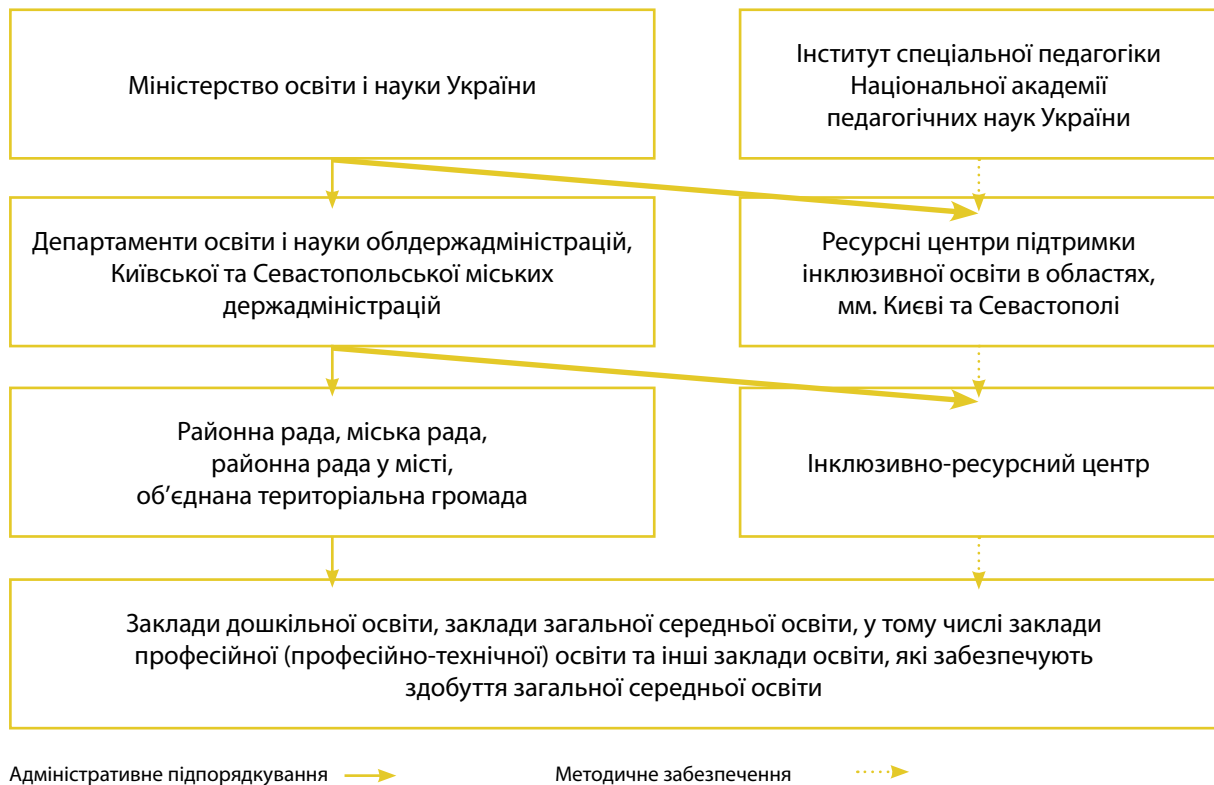 Міністерство освіти і науки України
Інститут спеціальної педагогіки
Національної академії
педагогічних наук України
Департаменти освіти і науки облдержадміністрацій,
Київської та Севастопольської міських
держадміністрацій
Ресурсні центри підтримки
інклюзивної освіти в областях,
мм. Києві та Севастополі
Районна рада, міська рада,
районна рада у місті,
об’єднана територіальна громада
Інклюзивно-ресурсний центр
Заклади дошкільної освіти, заклади загальної середньої освіти, у тому числі заклади
професійної (професійно-технічної) освіти та інші заклади освіти, які забезпечують
здобуття загальної середньої освіти
Адміністративне підпорядкування
Методичне забезпечення